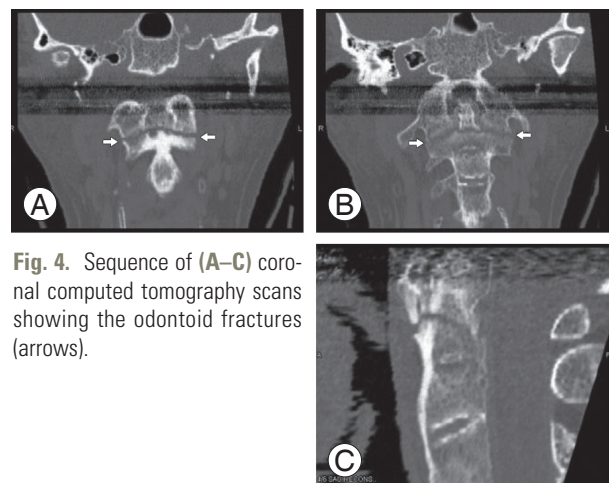 A
B
R
L
R
Fig. 4. Sequence of (A–C) coro-
nal computed tomography scans
showing the odontoid fractures
(arrows).
C